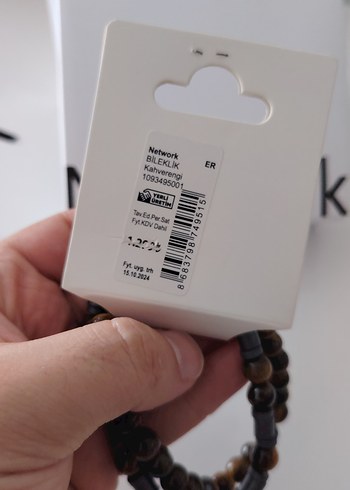 Network
ER
BİLEKLİK
Kahverengi
1093495001
YERLİ
ÜRETİM
Tav.Ed.Per.Sat
Fyt.KDV Dahil
Fyt. uyg. trh
15.10.2024
8683798749515
k